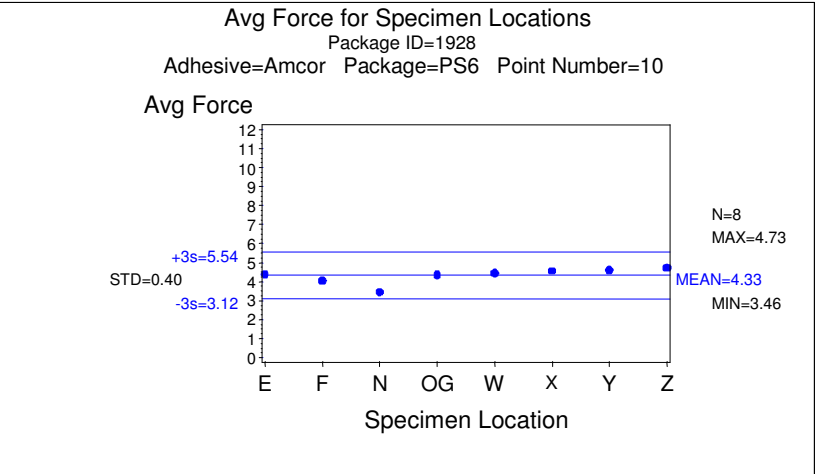 Avg Force for Specimen Locations
Package ID=1928
Adhesive=Amcor Package=PS6 Point Number=10
Avg Force
12
11
10
9
8
7
6
5
4
3
2
1
0
+3s=5.54
STD=0.40
-3s=3.12
N=8
MAX=4.73
MEAN=4.33
MIN=3.46
E F N OG W X Y Z
Specimen Location